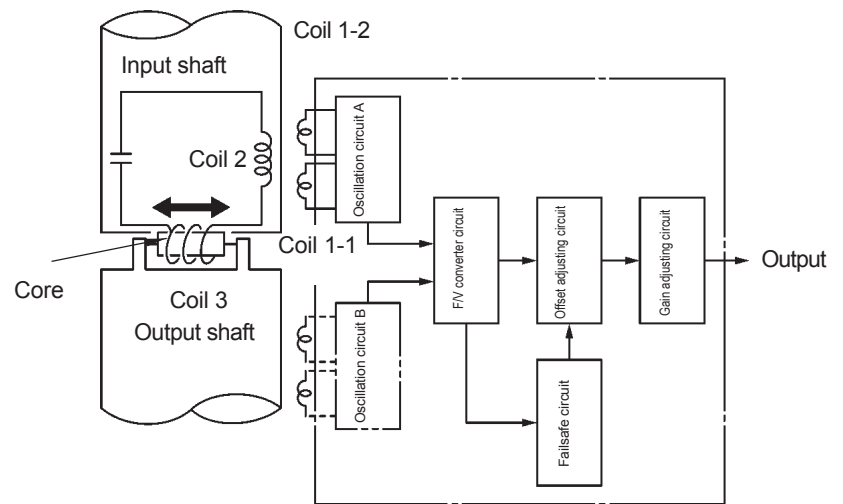 Coil 1-2
Input shaft
Coil 2
Coil 1-1
Core
Coil 3
Output shaft
Oscillation circuit A
Oscillation circuit B
F/V converter circuit
Offset adjusting circuit
Gain adjusting circuit
Output
Failsafe circuit